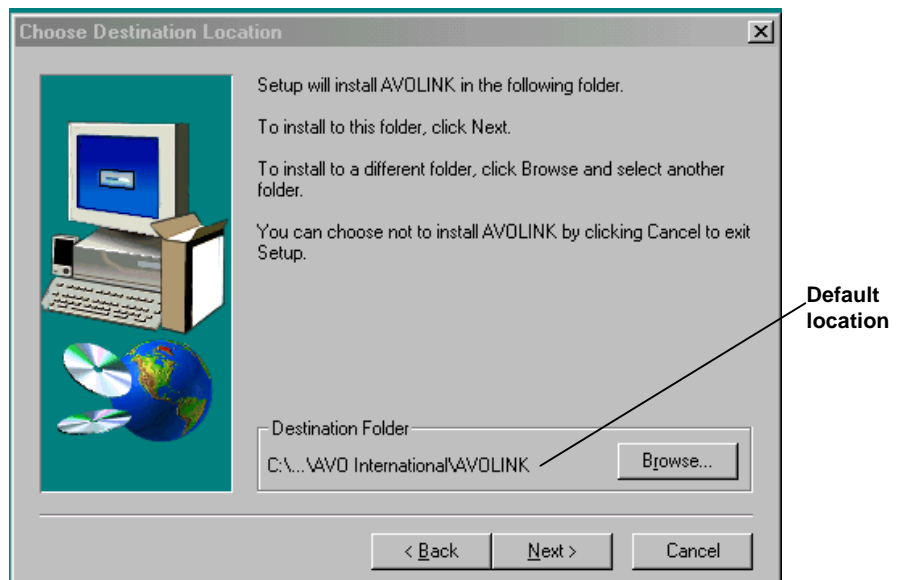 Choose Destination Location
Setup will install AVOLINK in the following folder.
To install to this folder, click Next.
To install to a different folder, click Browse and select another
folder.
You can choose not to install AVOLINK by clicking Cancel to exit
Setup.
Default
location
Destination Folder
C:\...\AVO International\AVOLINK
Browse...
< Back
Next >
Cancel